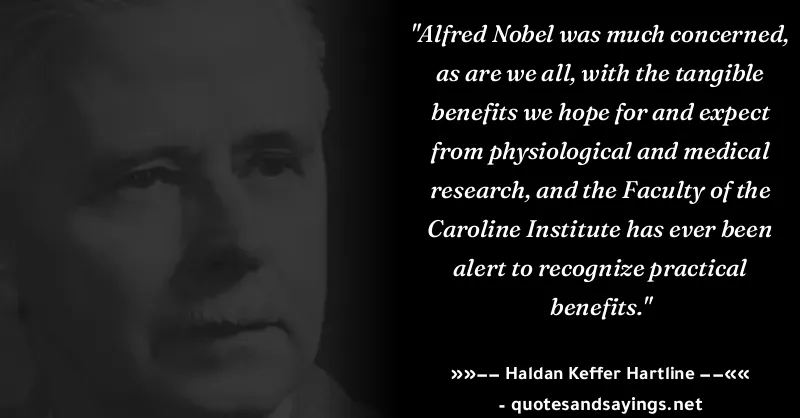 "Alfred Nobel was much concerned,
as are we all, with the tangible
benefits we hope for and expect
from physiological and medical
research, and the Faculty of the
Caroline Institute has ever been
alert to recognize practical
benefits."
»»–– Haldan Keffer Hartline ––««
- quotesandsayings.net